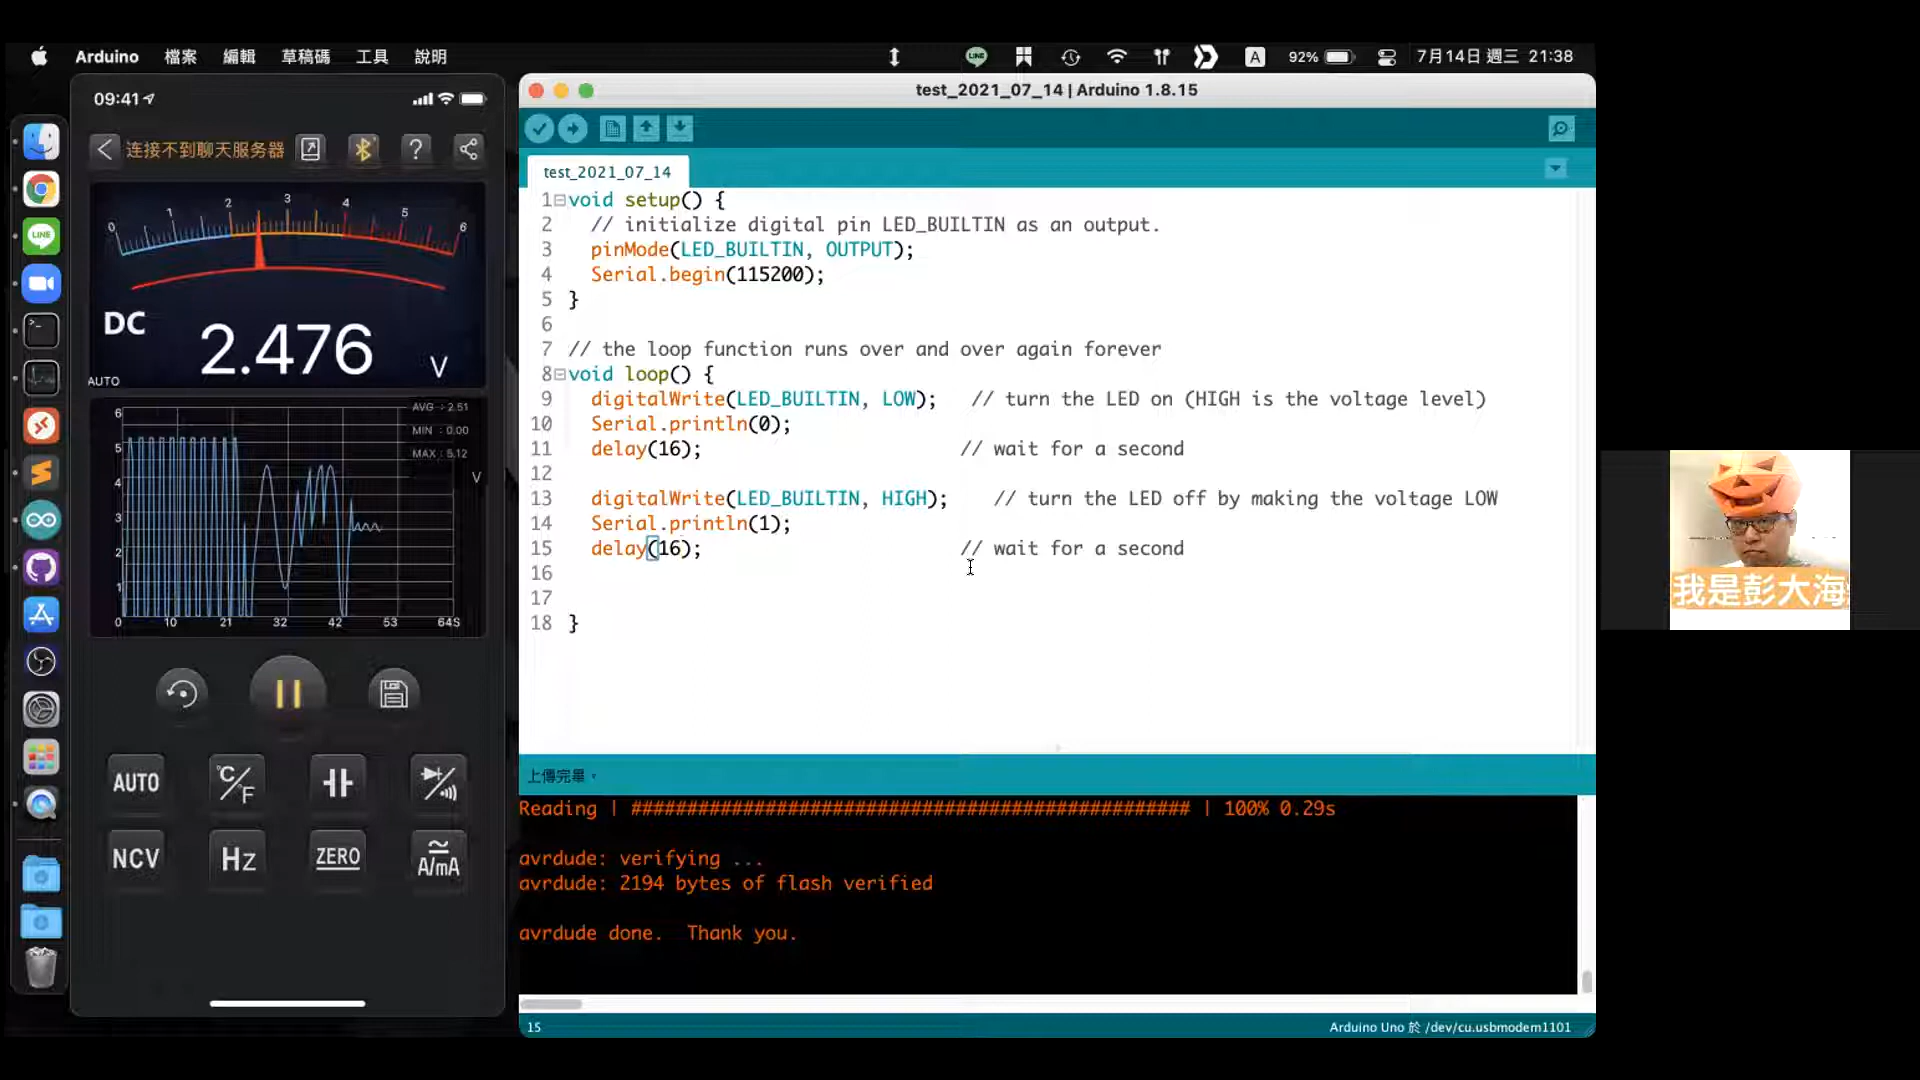 Arduino 檔案 編輯 草稿碼 工具 說明 LINE A 92% 7月14日 週三 21:38
09:41
连接不到聊天服务器 ?
0 1 2 3 4 5 6
DC 2.476 V
AUTO
AVG : 2.51
MIN : 0.00
MAX : 5.12
V
6
5
4
3
2
1
0 10 21 32 42 53 64S
AUTO °C/°F
NCV Hz ZERO A/mA
LINE
test_2021_07_14 | Arduino 1.8.15
test_2021_07_14
1 void setup() {
2 // initialize digital pin LED_BUILTIN as an output.
3 pinMode(LED_BUILTIN, OUTPUT);
4 Serial.begin(115200);
5 }
6
7 // the loop function runs over and over again forever
8 void loop() {
9 digitalWrite(LED_BUILTIN, LOW); // turn the LED on (HIGH is the voltage level)
10 Serial.println(0);
11 delay(16); // wait for a second
12
13 digitalWrite(LED_BUILTIN, HIGH); // turn the LED off by making the voltage LOW
14 Serial.println(1);
15 delay(16); // wait for a second
16
17
18 }
上傳完畢。
Reading | ################################################## | 100% 0.29s
avrdude: verifying ...
avrdude: 2194 bytes of flash verified
avrdude done. Thank you.
15 Arduino Uno 於 /dev/cu.usbmodem1101
我是彭大海